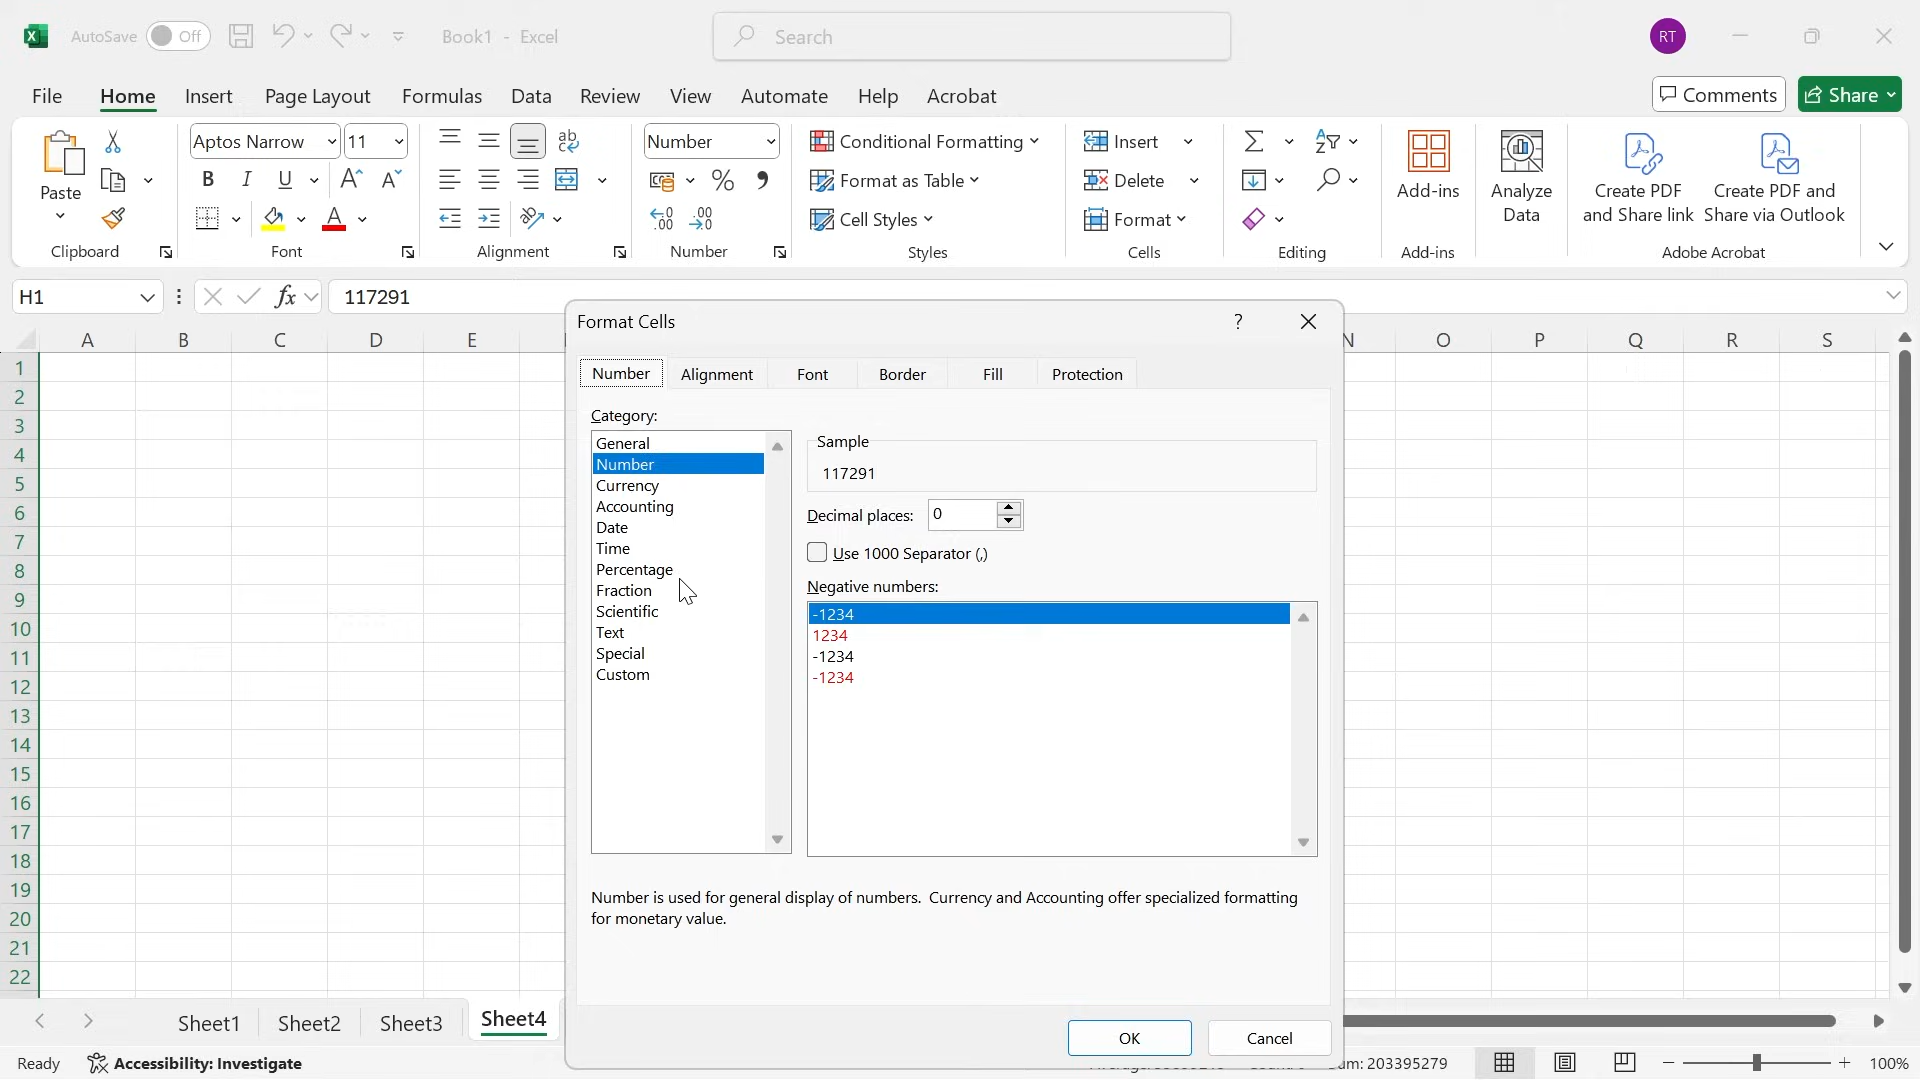 AutoSave Off Book1 - Excel Search RT
File Home Insert Page Layout Formulas Data Review View Automate Help Acrobat Comments Share
Paste
Clipboard
Aptos Narrow 11
B I U A A
A
Font
ab
Alignment
Number
% ,
Number
Conditional Formatting
Format as Table
Cell Styles
Styles
Insert
Delete
Format
Cells
Editing
Add-ins
Add-ins
Analyze
Data
Create PDF
and Share link
Create PDF and
Share via Outlook
Adobe Acrobat
H1 fx 117291
A B C D E N O P Q R S
1
2
3
4
5
6
7
8
9
10
11
12
13
14
15
16
17
18
19
20
21
22
Format Cells ?
Number Alignment Font Border Fill Protection
Category:
General
Number
Currency
Accounting
Date
Time
Percentage
Fraction
Scientific
Text
Special
Custom
Sample
117291
Decimal places: 0
Use 1000 Separator (,)
Negative numbers:
-1234
1234
-1234
-1234
Number is used for general display of numbers. Currency and Accounting offer specialized formatting
for monetary value.
OK Cancel
Sheet1 Sheet2 Sheet3 Sheet4
Ready Accessibility: Investigate 203395279 100%